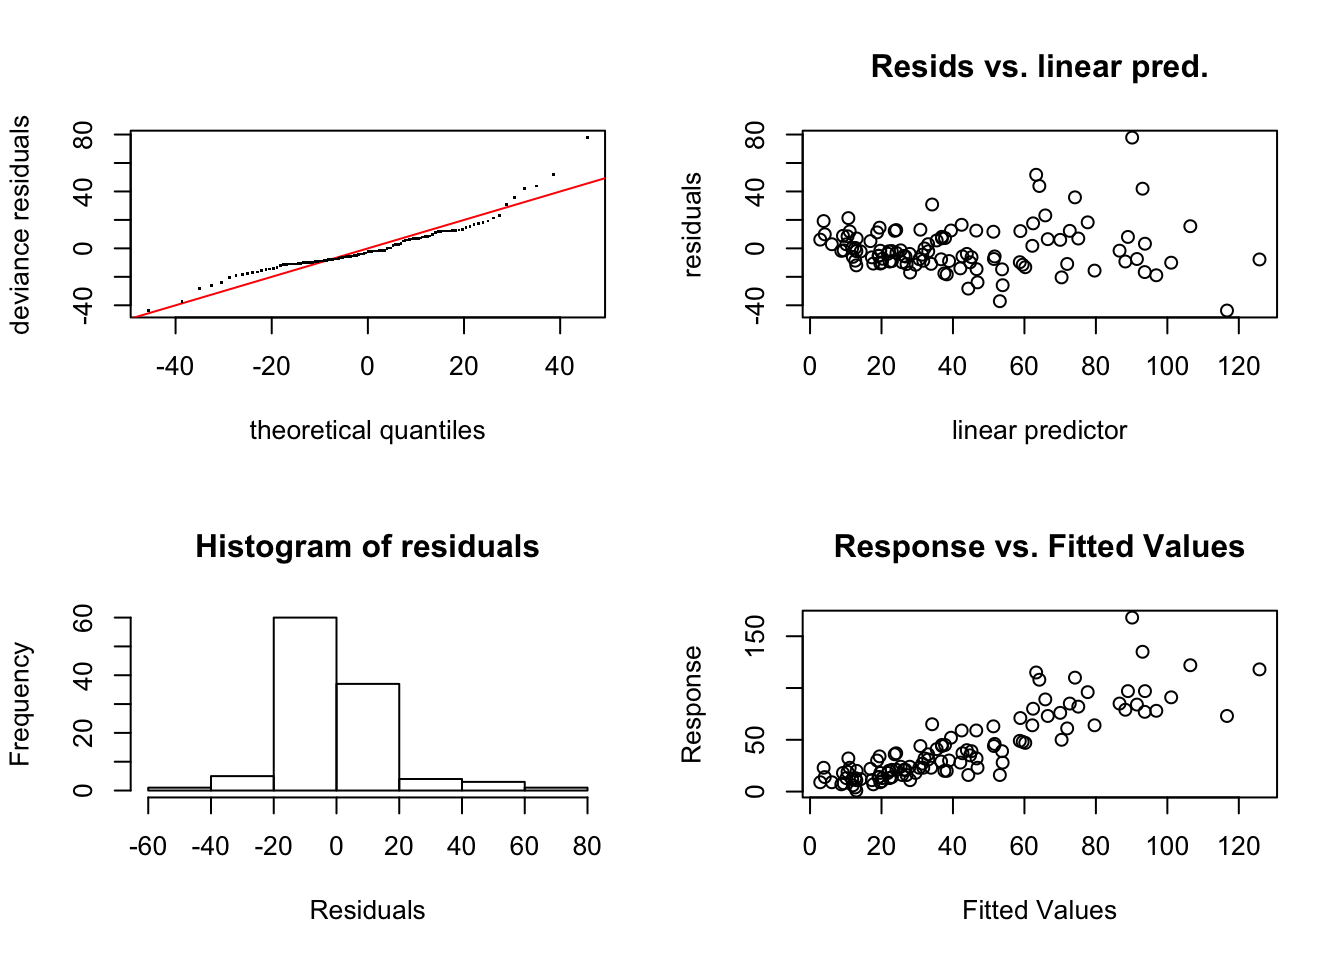 deviance residuals
-40 0 40 80
-40 -20 0 20 40
theoretical quantiles
Resids vs. linear pred.
residuals
-40 0 40 80
0 20 40 60 80 100 120
linear predictor
Histogram of residuals
Frequency
0 20 40 60
-60 -40 -20 0 20 40 60 80
Residuals
Response vs. Fitted Values
Response
0 50 150
0 20 40 60 80 100 120
Fitted Values